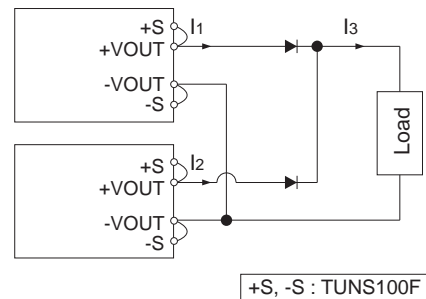 +S
I1
+VOUT
I3
-VOUT
-S
Load
+S
I2
+VOUT
-VOUT
-S
+S, -S : TUNS100F